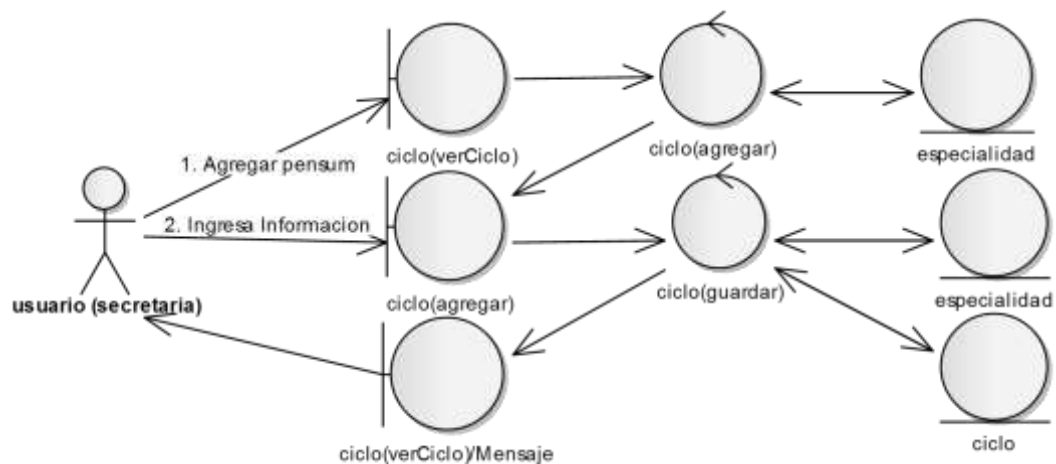 ciclo(verCiclo)
ciclo(agregar)
especialidad
1. Agregar pensum
2. Ingresa Informacion
usuario (secretaria)
ciclo(agregar)
ciclo(guardar)
especialidad
ciclo(verCiclo)/Mensaje
ciclo